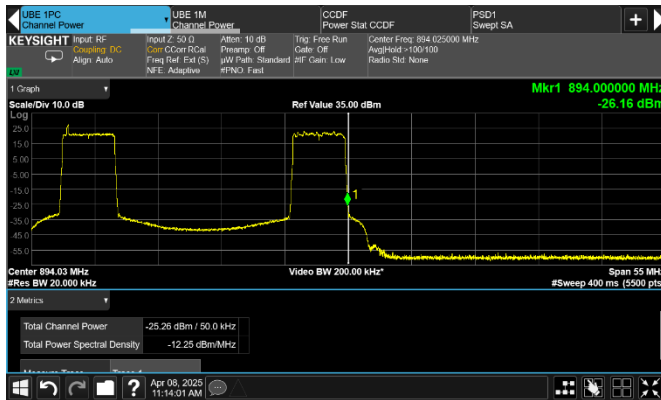 UBE 1PC
Channel Power
UBE 1M
Channel Power
CCDF
Power Stat CCDF
PSD1
Swept SA
KEYSIGHT
Input: RF
Coupling: DC
Align: Auto
Input Z: 50 Ω
Corr CCorr RCal
Freq Ref: Ext (S)
NFE: Adaptive
Atten: 10 dB
Preamp: Off
µW Path: Standard
#PNO: Fast
Trig: Free Run
Gate: Off
#IF Gain: Low
Center Freq: 894.025000 MHz
Avg|Hold:>100/100
Radio Std: None
1 Graph
Mkr1 894.000000 MHz
-26.16 dBm
Scale/Div 10.0 dB
Ref Value 35.00 dBm
Log
25.0
15.0
5.00
-5.00
-15.0
-25.0
-35.0
-45.0
-55.0
1
Center 894.03 MHz
Video BW 200.00 kHz*
Span 55 MHz
#Res BW 20.000 kHz
#Sweep 400 ms (5500 pts
2 Metrics
Total Channel Power -25.26 dBm / 50.0 kHz
Total Power Spectral Density -12.25 dBm/MHz
Apr 08, 2025
11:14:01 AM